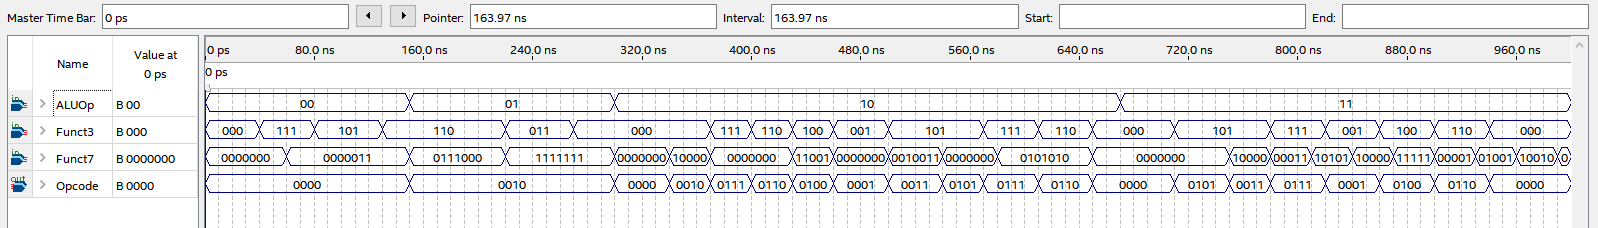 Master Time Bar: 0 ps Pointer: 163.97 ns Interval: 163.97 ns Start: End:
Name Value at 0 ps
0 ps 80.0 ns 160.0 ns 240.0 ns 320.0 ns 400.0 ns 480.0 ns 560.0 ns 640.0 ns 720.0 ns 800.0 ns 880.0 ns 960.0 ns
0 ps
ALUOp B 00 00 01 10 11
Funct3 B 000 000 111 101 110 011 000 111 110 100 001 101 111 110 000 101 111 001 100 110 000
Funct7 B 0000000 0000000 0000011 0111000 1111111 0000000 10000 0000000 11001 0000000 0010011 0000000 0101010 0000000 10000 00011 10101 10000 11111 00001 01001 10010 0
Opcode B 0000 0000 0010 0000 0010 0111 0110 0100 0001 0011 0101 0111 0110 0000 0101 0011 0111 0001 0100 0110 0000